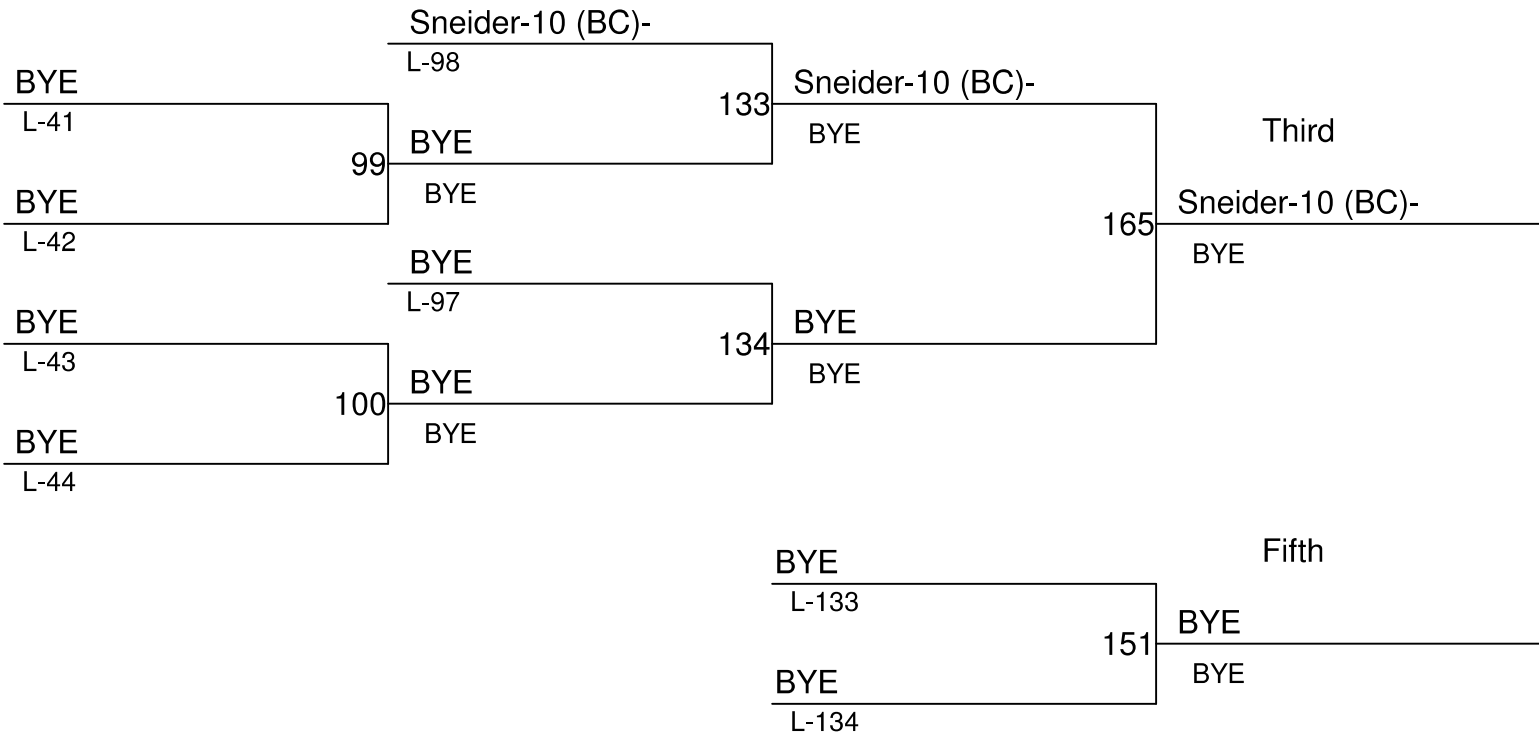 Sneider-10 (BC)-
L-98
BYE
L-41
133
Sneider-10 (BC)-
BYE
Third
BYE
99
BYE
BYE
L-42
165
Sneider-10 (BC)-
BYE
BYE
L-97
BYE
L-43
134
BYE
BYE
100
BYE
BYE
BYE
L-44
Fifth
BYE
L-133
151
BYE
BYE
BYE
L-134